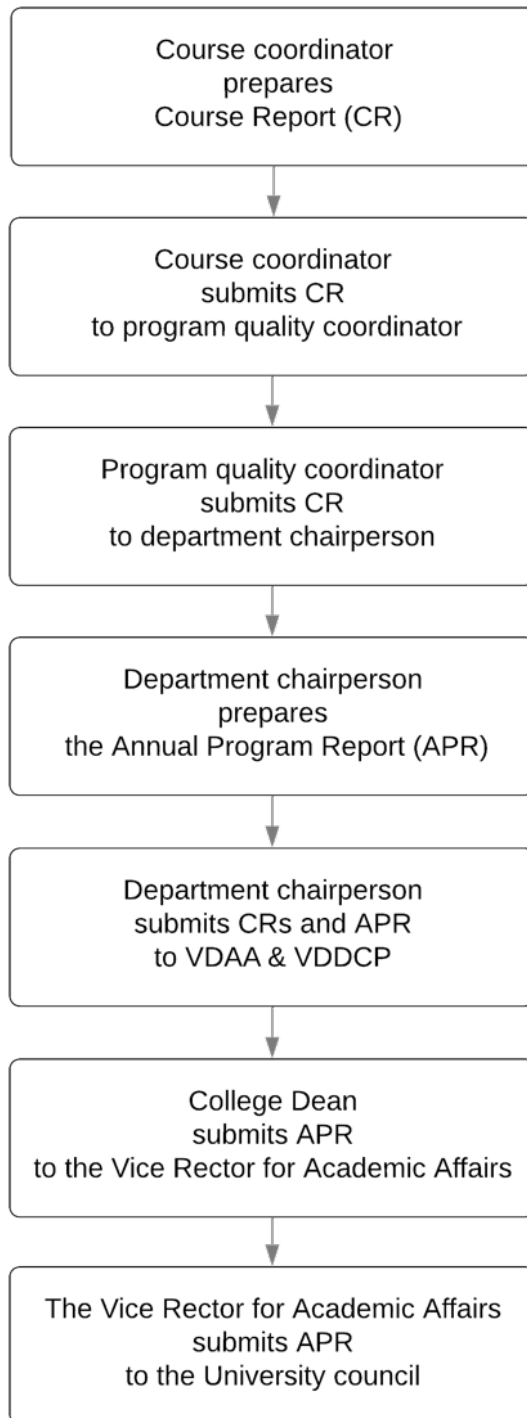 Course coordinator
prepares
Course Report (CR)
Course coordinator
submits CR
to program quality coordinator
Program quality coordinator
submits CR
to department chairperson
Department chairperson
prepares
the Annual Program Report (APR)
Department chairperson
submits CRs and APR
to VDAA & VDDCP
College Dean
submits APR
to the Vice Rector for Academic Affairs
The Vice Rector for Academic Affairs
submits APR
to the University council